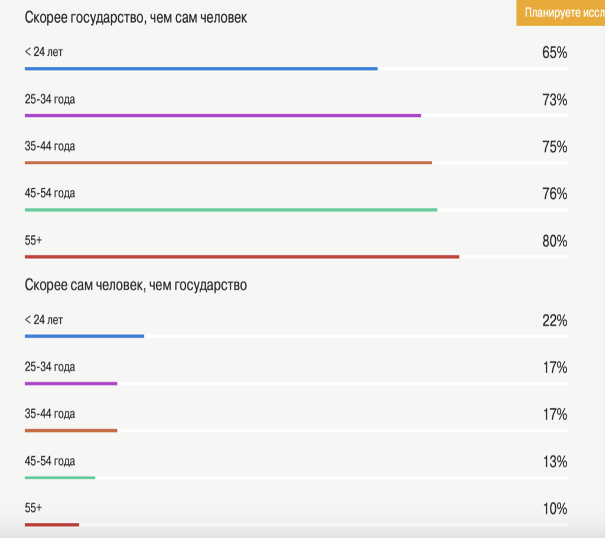 Планируете иссл
Скорее государство, чем сам человек
< 24 лет 65%
25-34 года 73%
35-44 года 75%
45-54 года 76%
55+ 80%
Скорее сам человек, чем государство
< 24 лет 22%
25-34 года 17%
35-44 года 17%
45-54 года 13%
55+ 10%